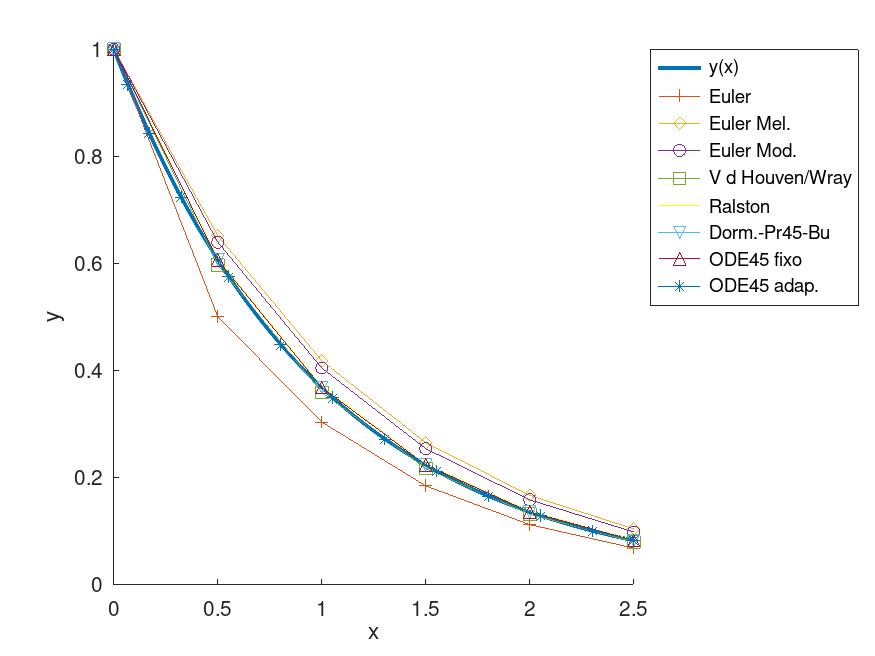 1
0.8
0.6
0.4
0.2
0
y
0
0.5
1
1.5
2
2.5
x
y(x)
Euler
Euler Mel.
Euler Mod.
V d Houven/Wray
Ralston
Dorm.-Pr45-Bu
ODE45 fixo
ODE45 adap.